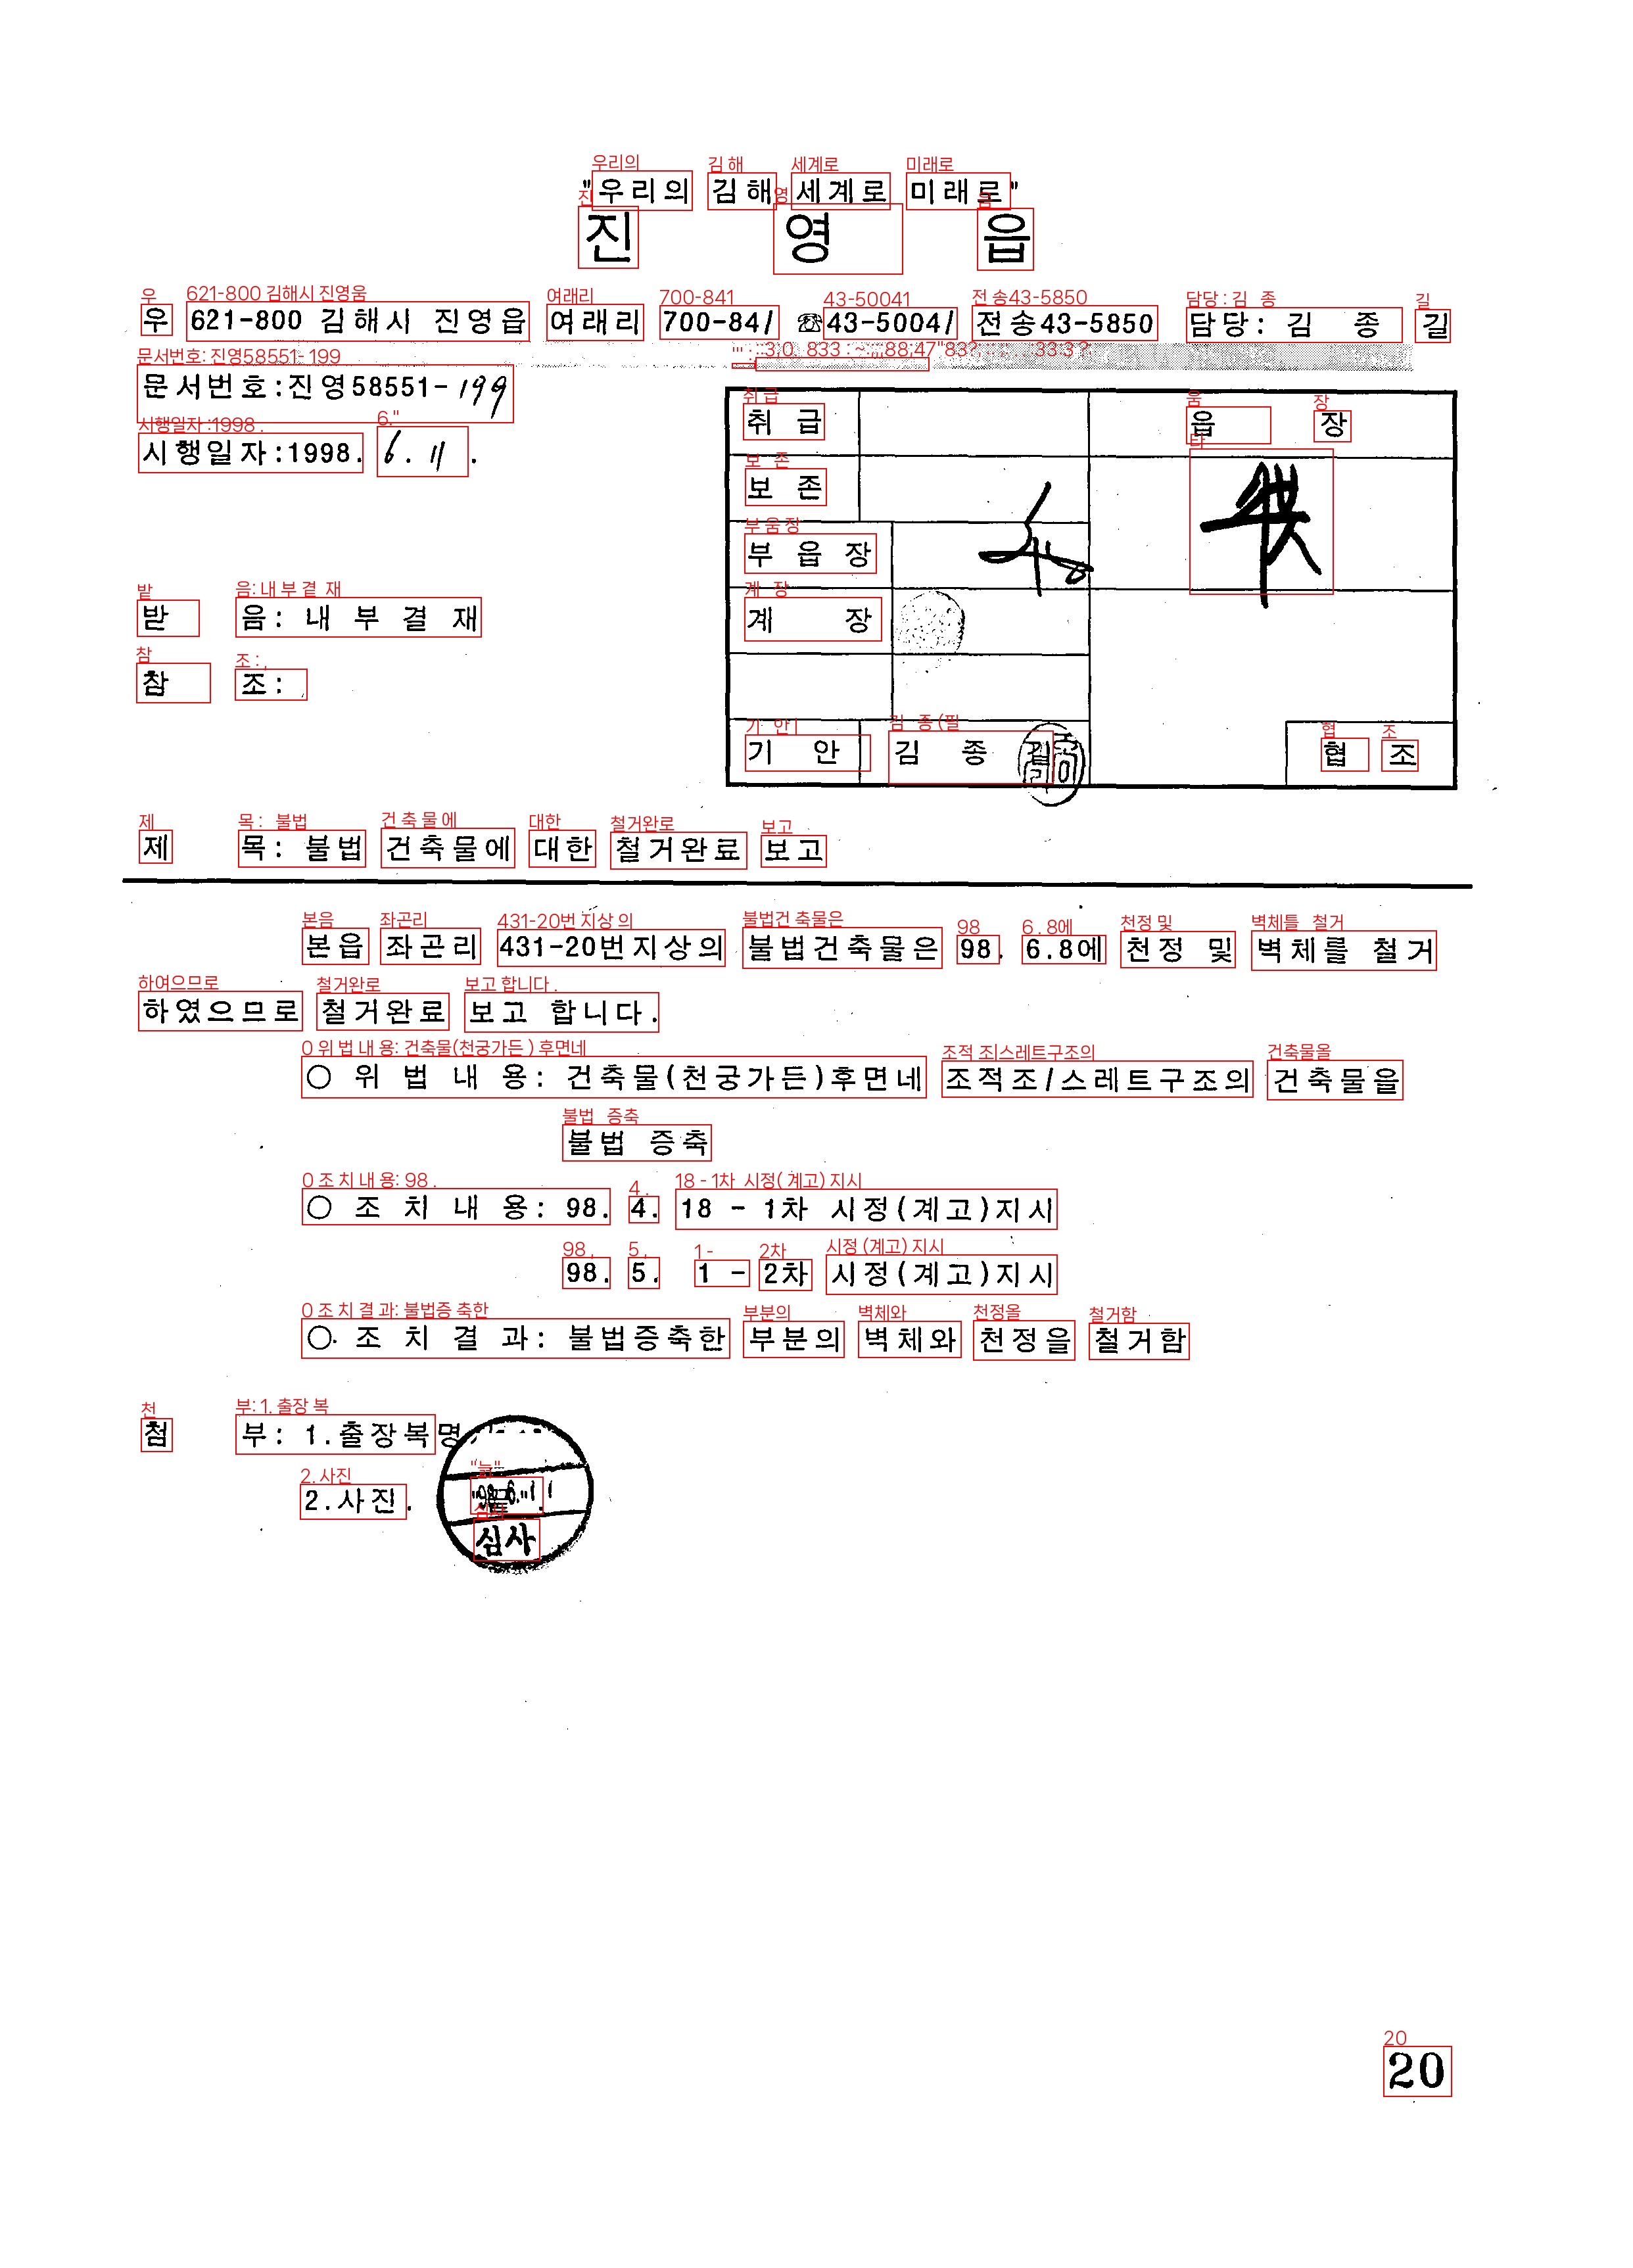 "우리의 김해 세계로 미래로"
진 영 읍
우 621-800 김해시 진영읍 여래리 700-84/ ☎43-5004/ 전송43-5850 담당: 김 종 길
문서번호:진영58551-199
시행일자:1998. 6. 11.
취 급
읍 장
보 존
부 읍 장
받 음: 내 부 결 재
계 장
참 조:
기 안 김 종 길
협 조
제 목: 불법 건축물에 대한 철거완료 보고
본읍 좌곤리 431-20번지상의 불법건축물은 98. 6.8에 천정 및 벽체를 철거
하였으므로 철거완료 보고 합니다.
○ 위 법 내 용: 건축물(천궁가든)후면네 조적조/스레트구조의 건축물을
불법 증축
○ 조 치 내 용: 98. 4. 18 - 1차 시정(계고)지시
98. 5. 1 - 2차 시정(계고)지시
○ 조 치 결 과: 불법증축한 부분의 벽체와 천정을 철거함
첨 부: 1.출장복명
2.사진.
98.6.11
심사
20